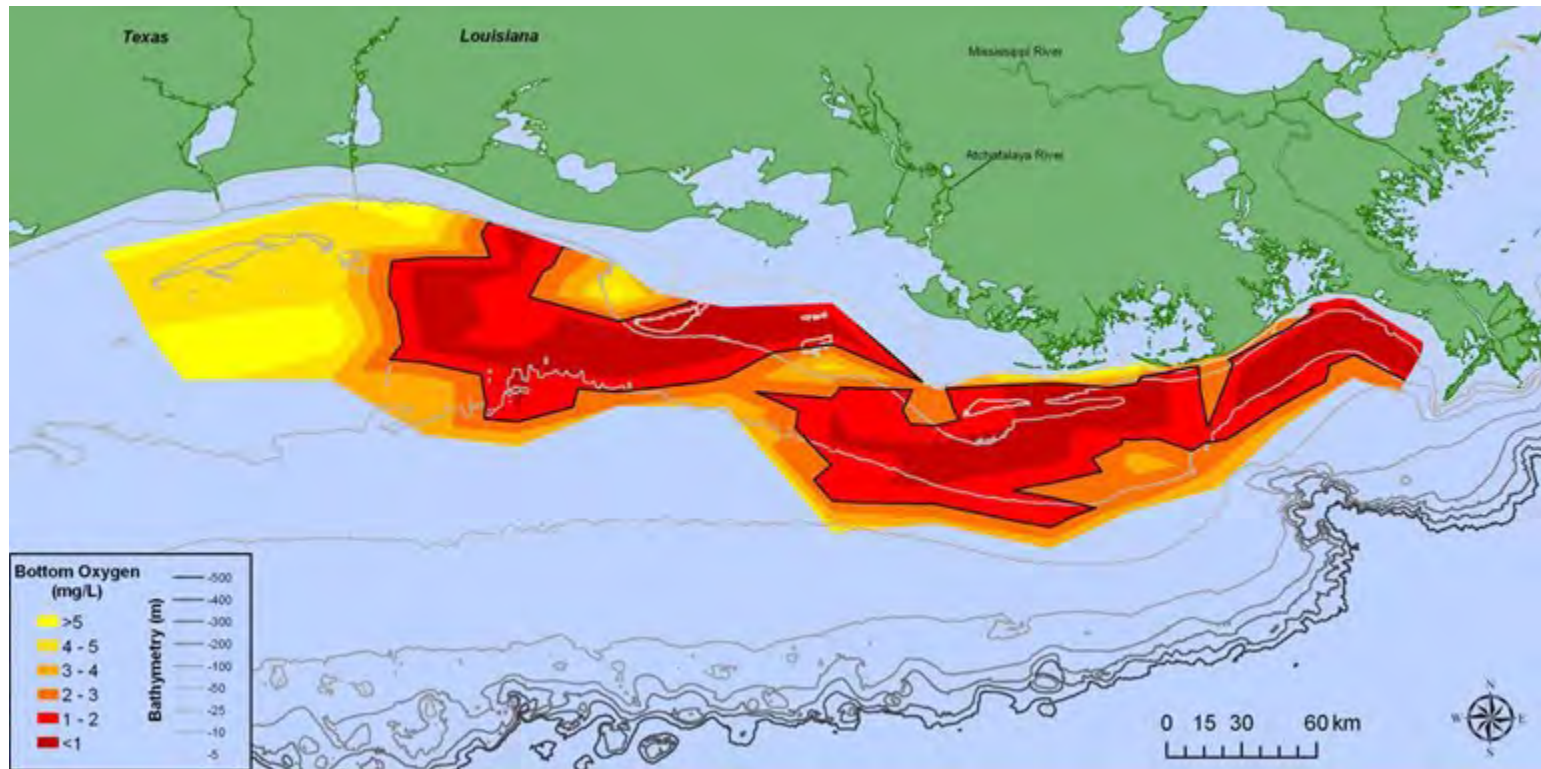 Texas
Louisiana
Mississippi River
Atchafalaya River
Bottom Oxygen
(mg/L)
>5
4 - 5
3 - 4
2 - 3
1 - 2
<1
Bathymetry (m)
-500
-400
-300
-200
-100
-50
-25
-10
-5
0 15 30 60 km
N
W E
S